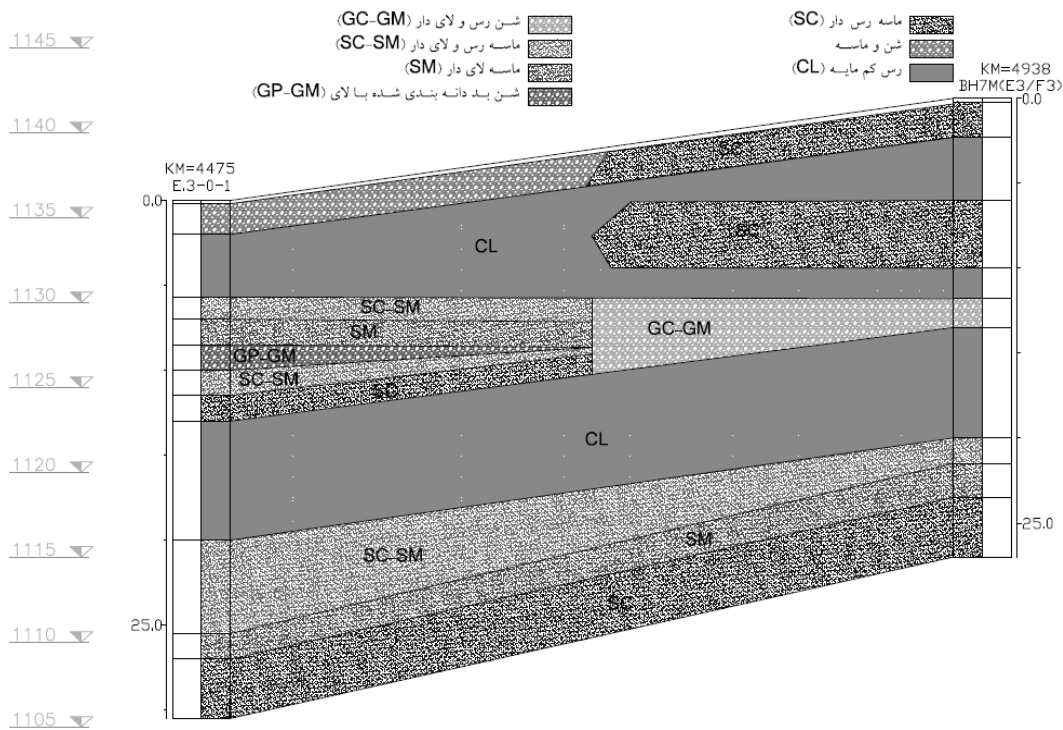 شن رس و لای دار (GC-GM)
ماسه رس و لای دار (SC-SM)
ماسه لای دار (SM)
شن بد دانه بندی شده با لای (GP-GM)
ماسه رس دار (SC)
شن و ماسه
رس کم مایه (CL)
1145
1140
1135
1130
1125
1120
1115
1110
1105
KM=4475
E.3-0-1
0.0
25.0
KM=4938
BH7M(E3/F3)
0.0
25.0
SC
CL
SC
SC-SM
SM
GP-GM
SC-SM
SC
GC-GM
CL
SC-SM
SM
SC